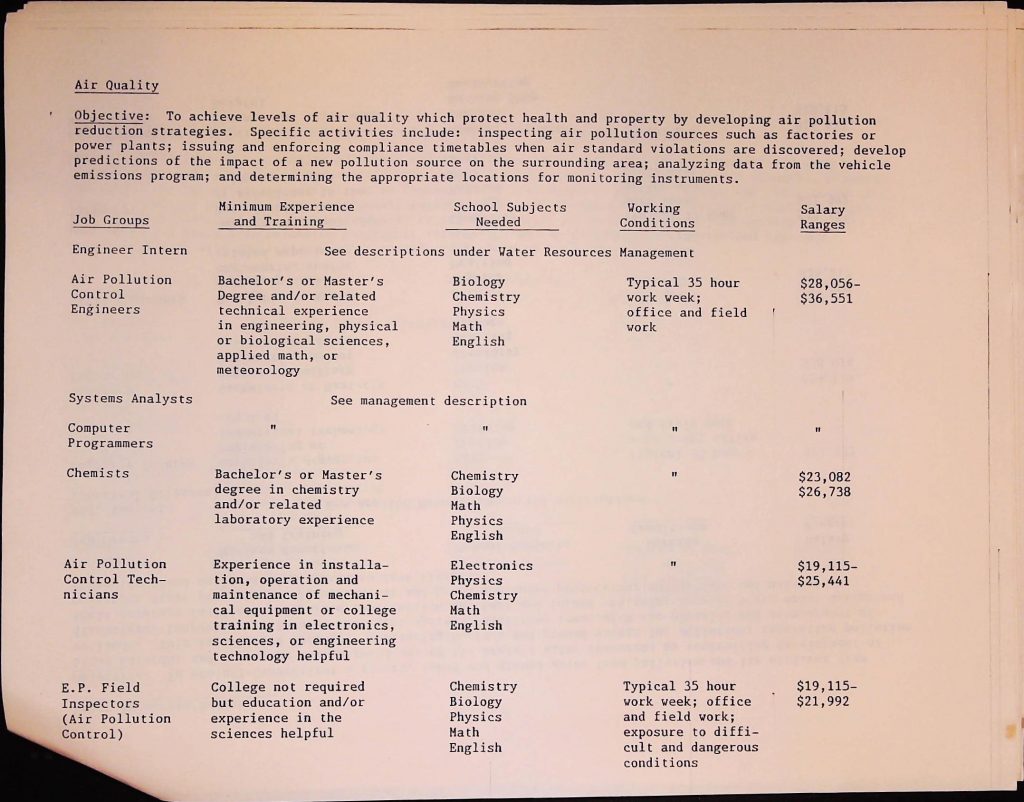 Air Quality
Objective: To achieve levels of air quality which protect health and property by developing air pollution
reduction strategies. Specific activities include: inspecting air pollution sources such as factories or
power plants; issuing and enforcing compliance timetables when air standard violations are discovered; develop
predictions of the impact of a new pollution source on the surrounding area; analyzing data from the vehicle
emissions program; and determining the appropriate locations for monitoring instruments.
Job Groups Minimum Experience and Training School Subjects Needed Working Conditions Salary Ranges
Engineer Intern See descriptions under Water Resources Management
Air Pollution Bachelor's or Master's Biology Typical 35 hour $28,056-
Control Degree and/or related Chemistry work week; $36,551
Engineers technical experience Physics office and field
in engineering, physical Math work
or biological sciences, English
applied math, or
meteorology
Systems Analysts See management description
Computer " " " "
Programmers
Chemists Bachelor's or Master's Chemistry " $23,082
degree in chemistry Biology $26,738
and/or related Math
laboratory experience Physics
English
Air Pollution Experience in installa- Electronics " $19,115-
Control Tech- tion, operation and Physics $25,441
nicians maintenance of mechani- Chemistry
cal equipment or college Math
training in electronics, English
sciences, or engineering
technology helpful
E.P. Field College not required Chemistry Typical 35 hour $19,115-
Inspectors but education and/or Biology work week; office $21,992
(Air Pollution experience in the Physics and field work;
Control) sciences helpful Math exposure to diffi-
English cult and dangerous
conditions